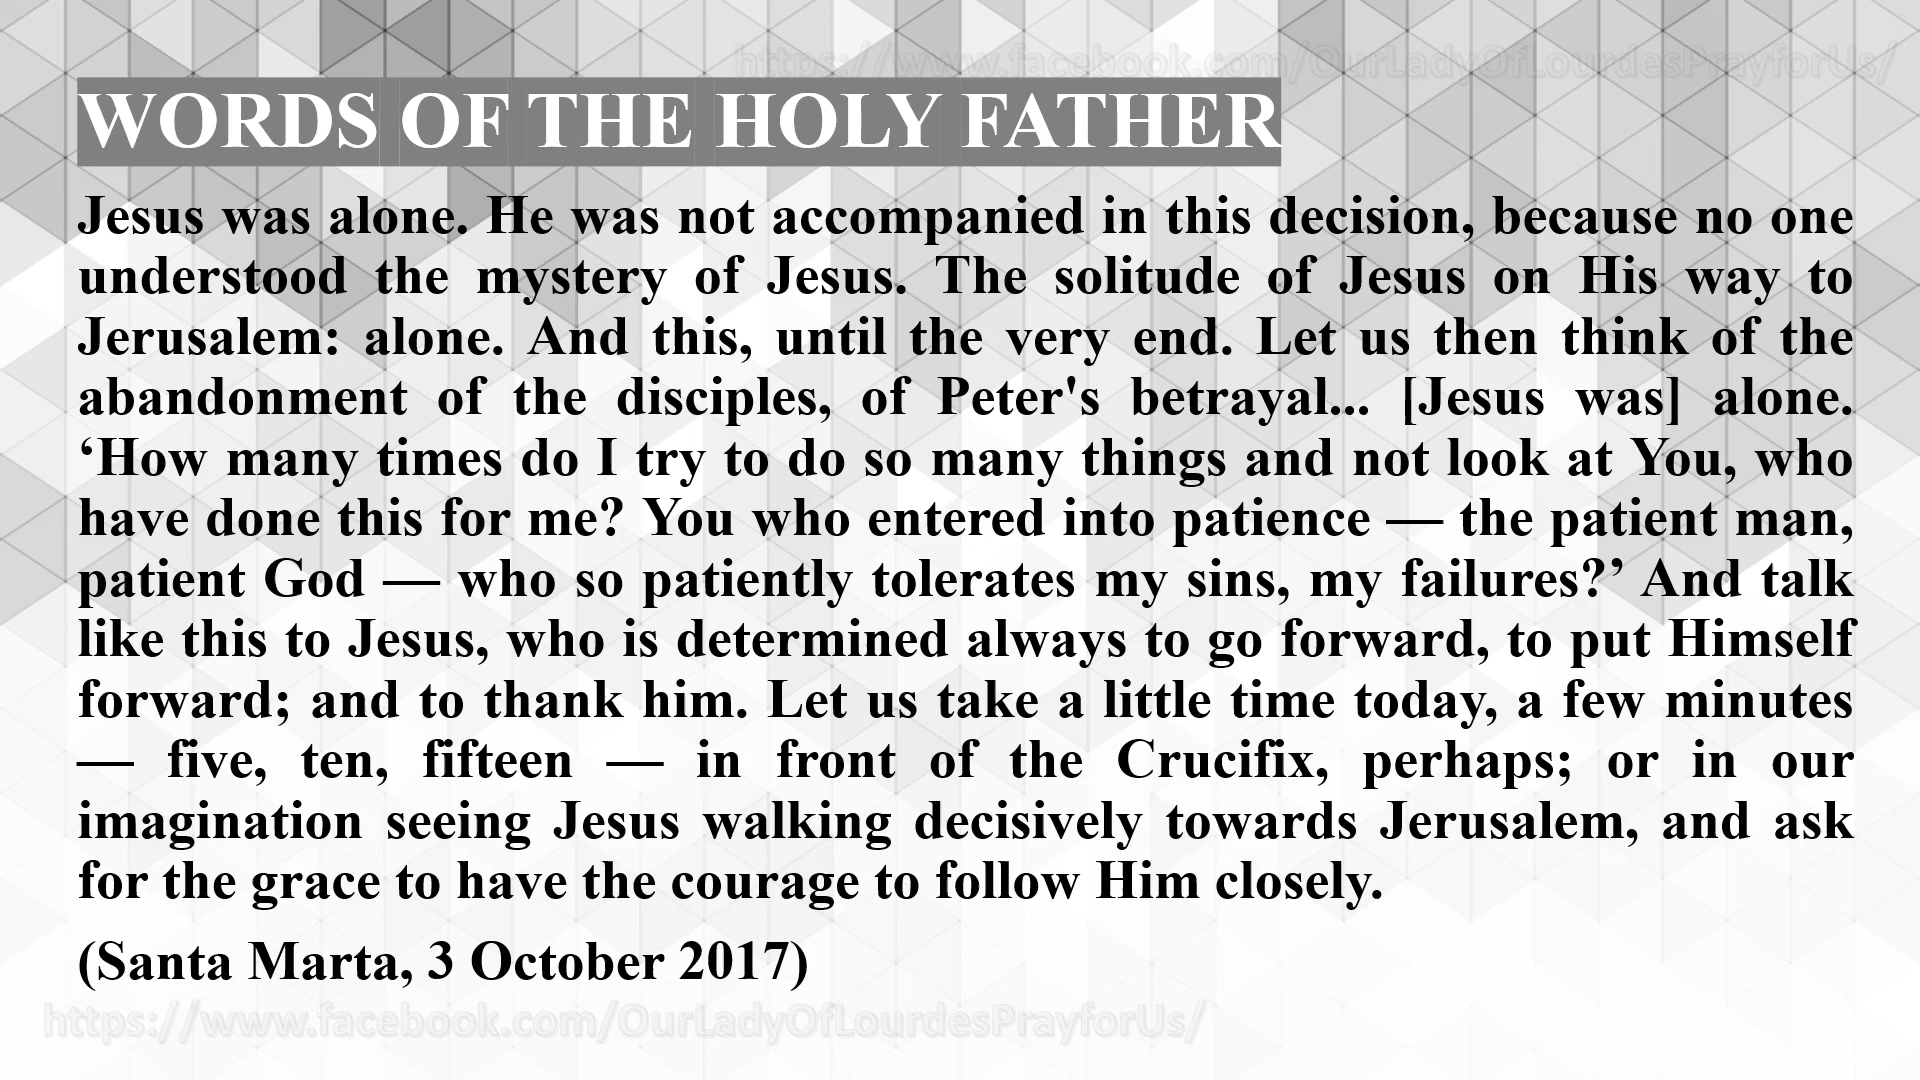 https://www.facebook.com/OurLadyOfLourdesPrayforUs/
WORDS OF THE HOLY FATHER
Jesus was alone. He was not accompanied in this decision, because no one
understood the mystery of Jesus. The solitude of Jesus on His way to
Jerusalem: alone. And this, until the very end. Let us then think of the
abandonment of the disciples, of Peter's betrayal... [Jesus was] alone.
‘How many times do I try to do so many things and not look at You, who
have done this for me? You who entered into patience — the patient man,
patient God — who so patiently tolerates my sins, my failures?’ And talk
like this to Jesus, who is determined always to go forward, to put Himself
forward; and to thank him. Let us take a little time today, a few minutes
— five, ten, fifteen — in front of the Crucifix, perhaps; or in our
imagination seeing Jesus walking decisively towards Jerusalem, and ask
for the grace to have the courage to follow Him closely.
(Santa Marta, 3 October 2017)
https://www.facebook.com/OurLadyOfLourdesPrayforUs/